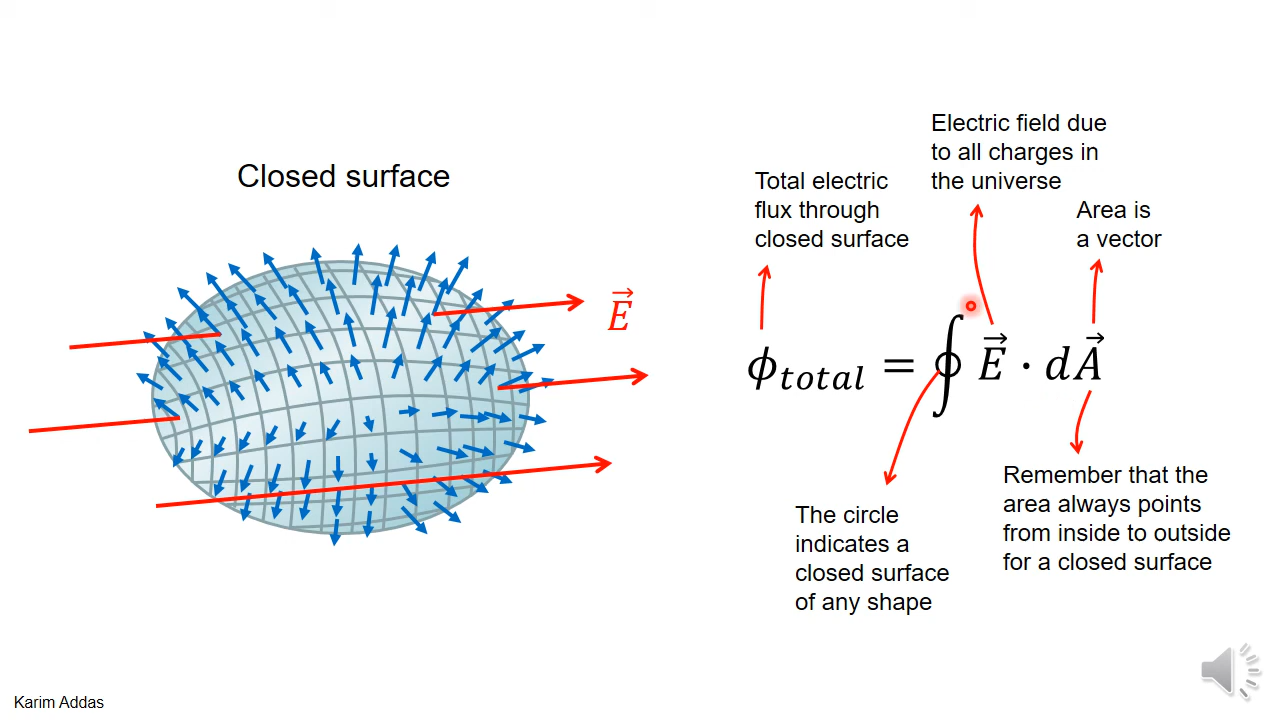 Closed surface
E⃗
Total electric
flux through
closed surface
Electric field due
to all charges in
the universe
Area is
a vector
ϕ_total = ∮ E⃗ · dA⃗
The circle
indicates a
closed surface
of any shape
Remember that the
area always points
from inside to outside
for a closed surface
Karim Addas